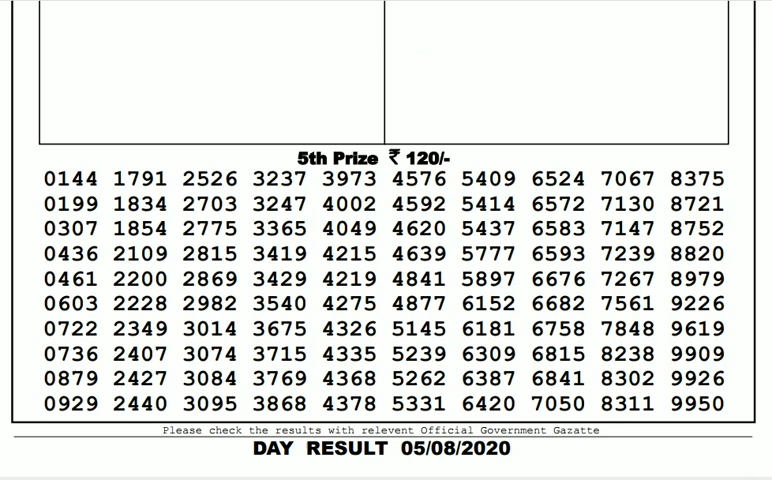 5th Prize ₹ 120/-
0144 1791 2526 3237 3973 4576 5409 6524 7067 8375
0199 1834 2703 3247 4002 4592 5414 6572 7130 8721
0307 1854 2775 3365 4049 4620 5437 6583 7147 8752
0436 2109 2815 3419 4215 4639 5777 6593 7239 8820
0461 2200 2869 3429 4219 4841 5897 6676 7267 8979
0603 2228 2982 3540 4275 4877 6152 6682 7561 9226
0722 2349 3014 3675 4326 5145 6181 6758 7848 9619
0736 2407 3074 3715 4335 5239 6309 6815 8238 9909
0879 2427 3084 3769 4368 5262 6387 6841 8302 9926
0929 2440 3095 3868 4378 5331 6420 7050 8311 9950
Please check the results with relevent Official Government Gazatte
DAY RESULT 05/08/2020